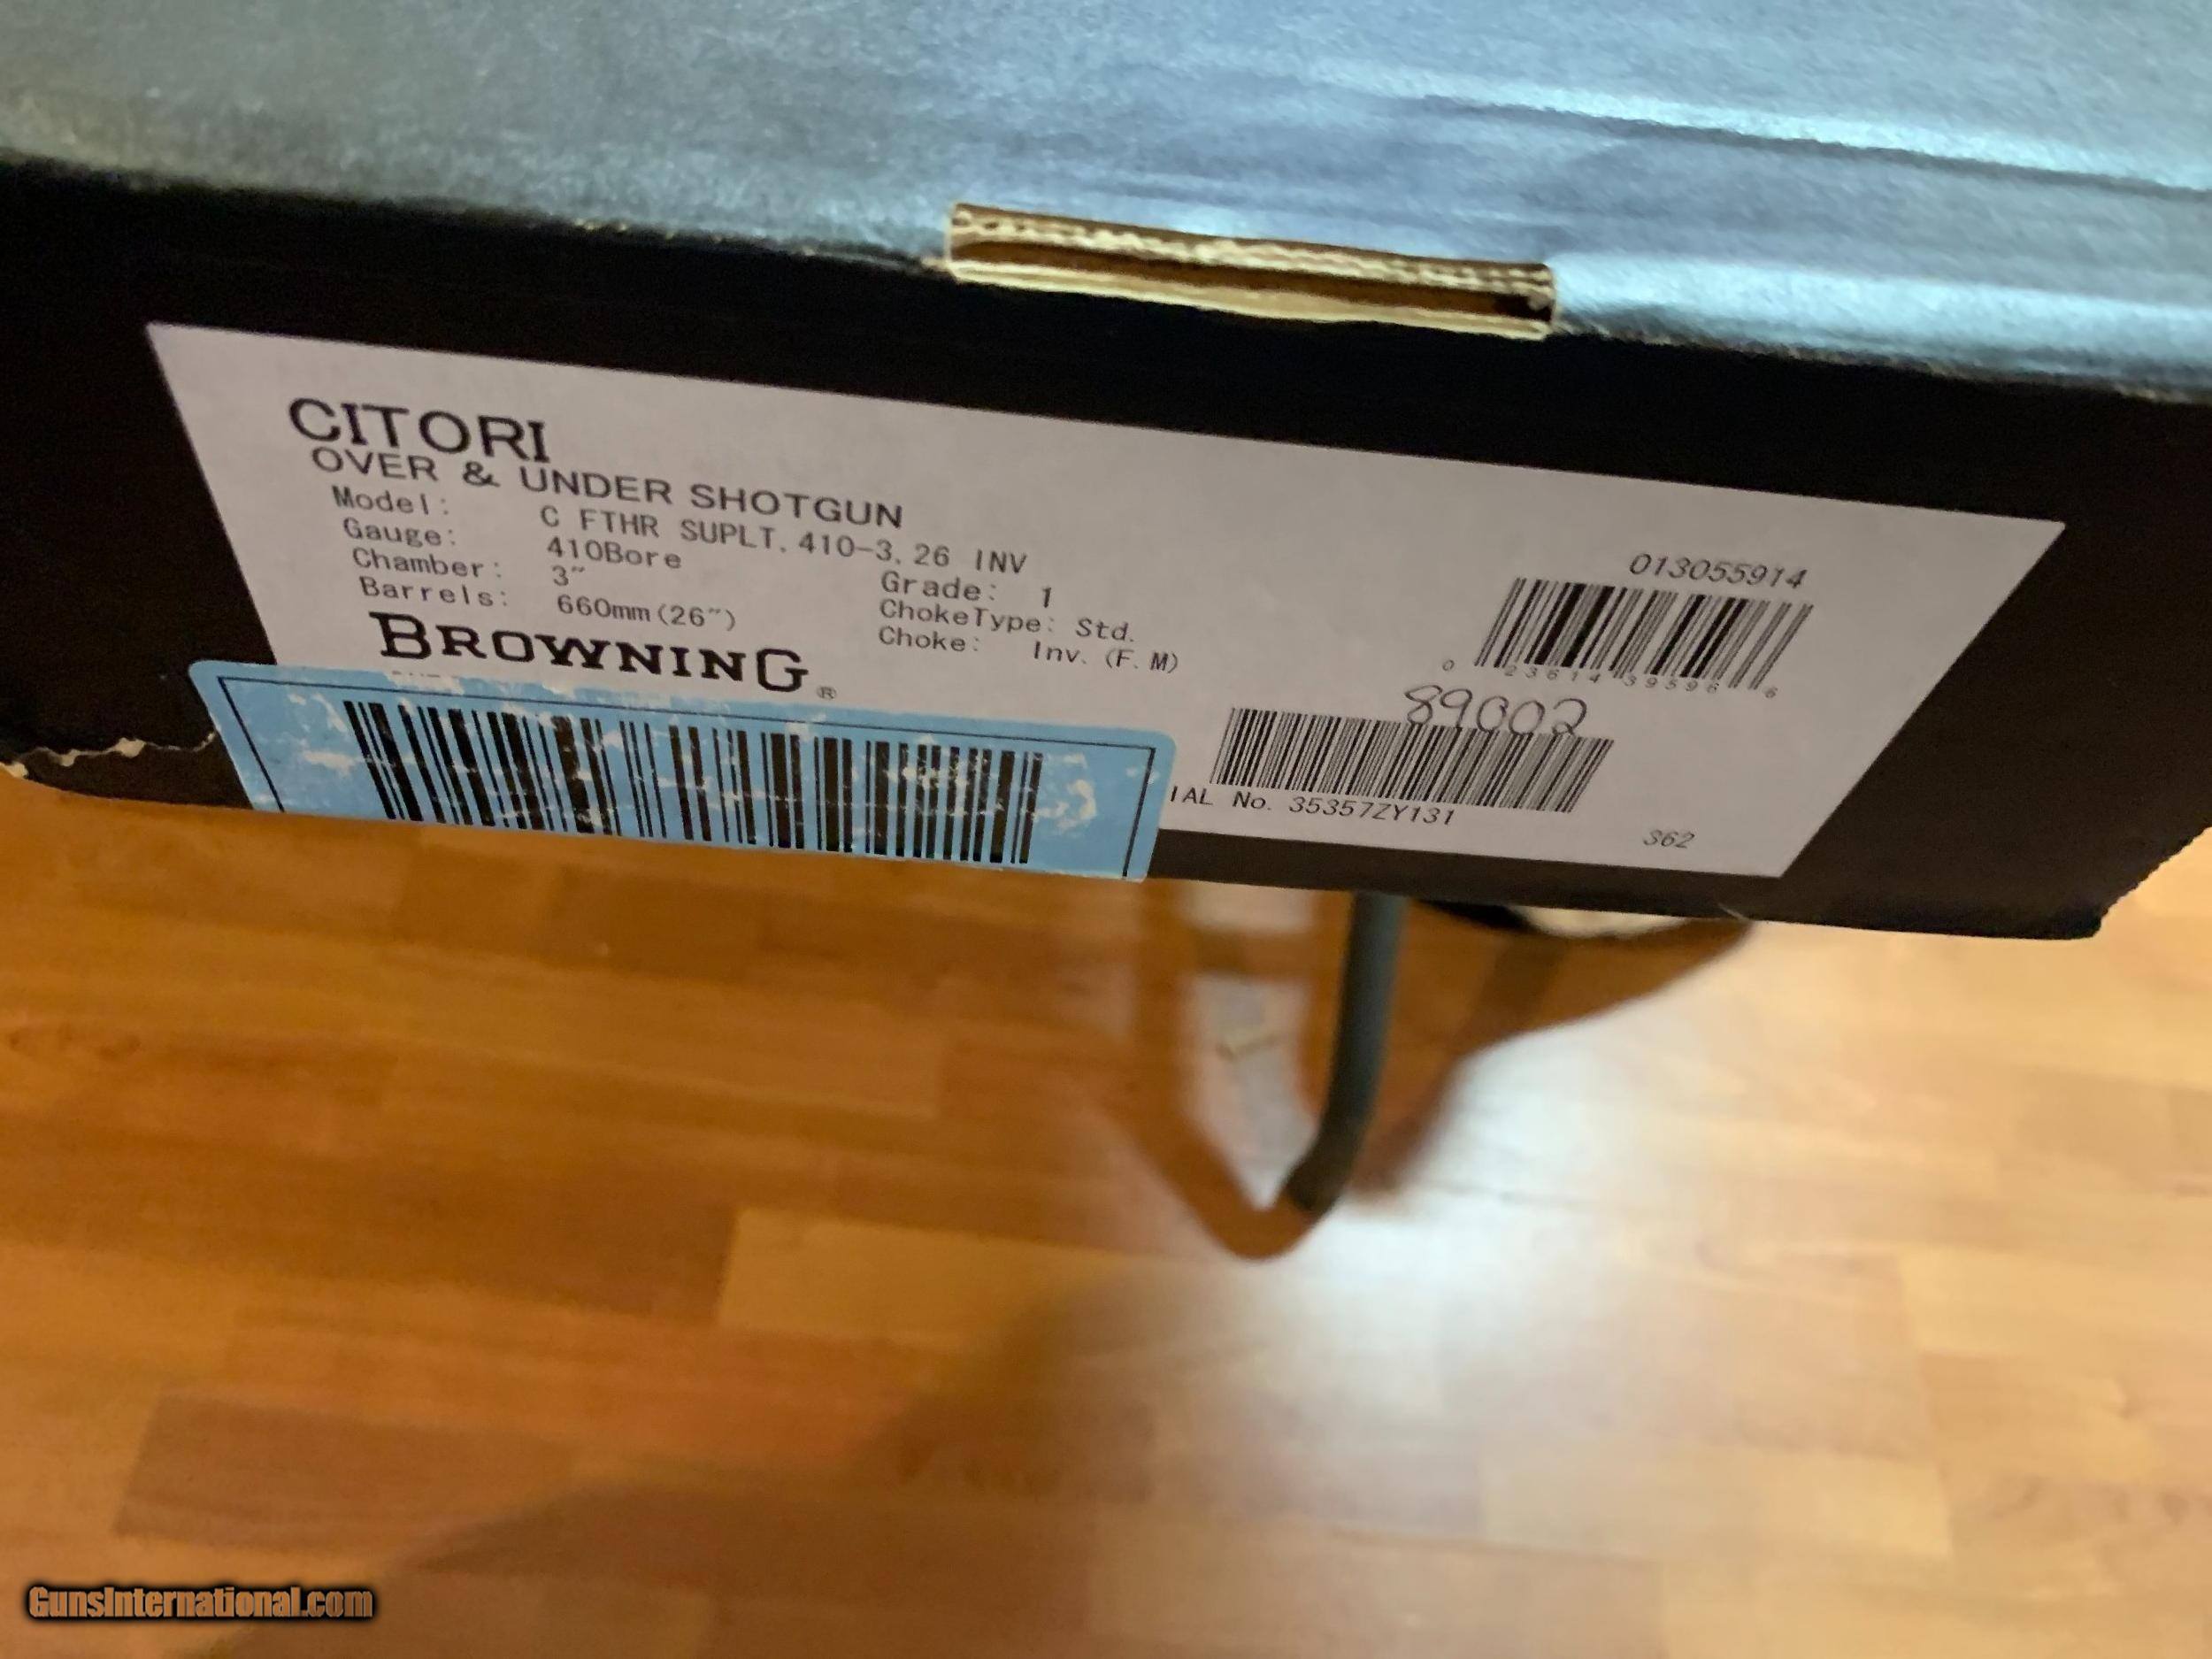 CITORI
OVER & UNDER SHOTGUN
Model: C FTHR SUPLT, 410-3, 26 INV
Gauge: 410Bore Grade: 1
Chamber: 3" ChokeType: Std.
Barrels: 660mm(26") Choke: Inv. (F. M)
BROWNING®
013055914
0 23614 39596 6
89002
IAL No. 35357ZY131
362
GunsInternational.com